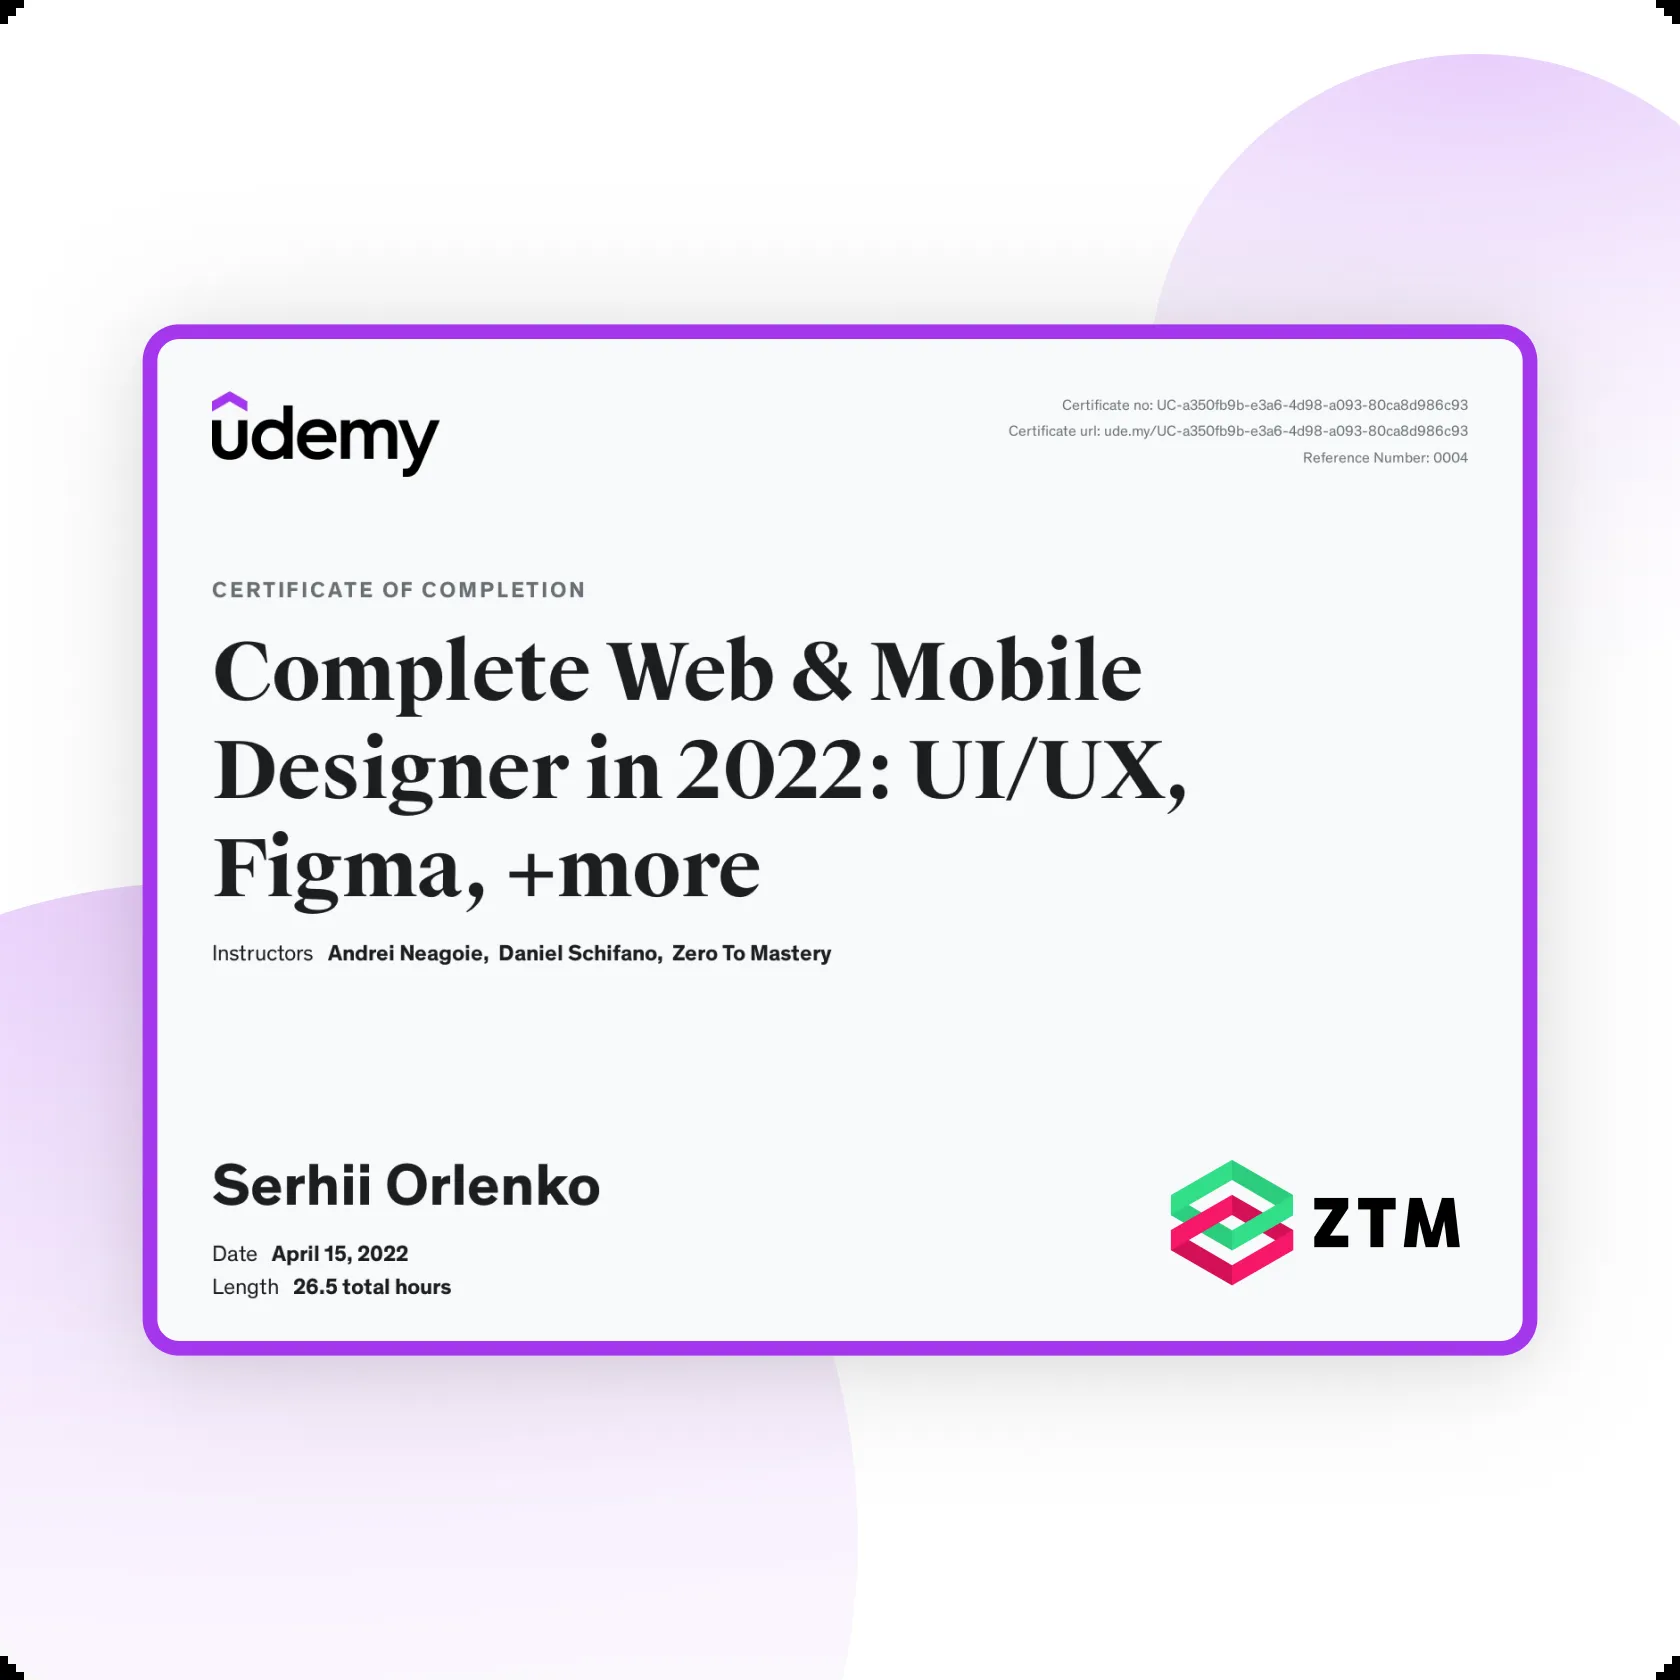 udemy
Certificate no: UC-a350fb9b-e3a6-4d98-a093-80ca8d986c93
Certificate url: ude.my/UC-a350fb9b-e3a6-4d98-a093-80ca8d986c93
Reference Number: 0004
CERTIFICATE OF COMPLETION
Complete Web & Mobile
Designer in 2022: UI/UX,
Figma, +more
Instructors Andrei Neagoie, Daniel Schifano, Zero To Mastery
Serhii Orlenko
Date April 15, 2022
Length 26.5 total hours
ZTM